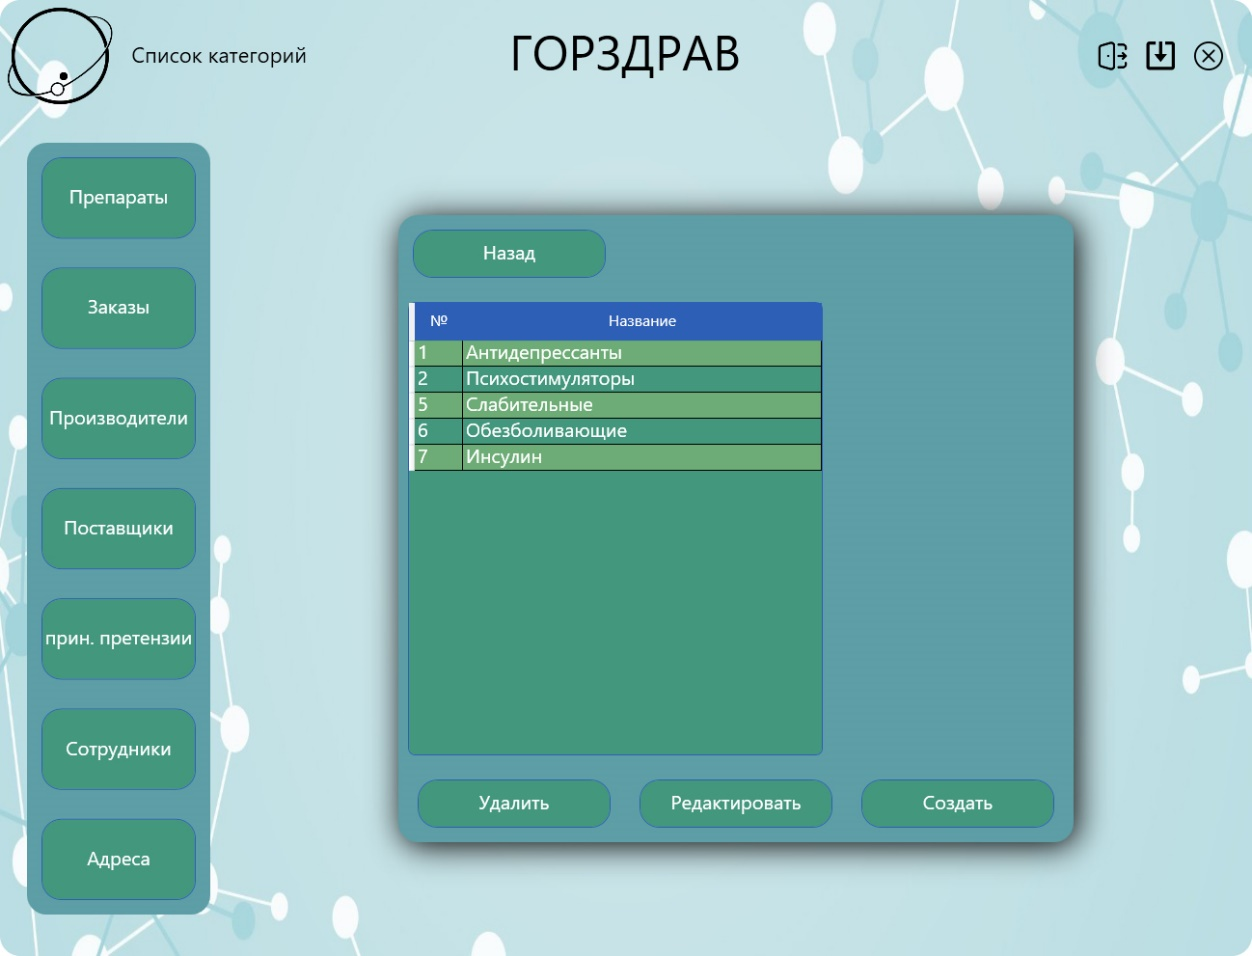 Список категорий
ГОРЗДРАВ
Препараты
Заказы
Производители
Поставщики
прин. претензии
Сотрудники
Адреса
Назад
№ Название
1 Антидепрессанты
2 Психостимуляторы
5 Слабительные
6 Обезболивающие
7 Инсулин
Удалить Редактировать Создать